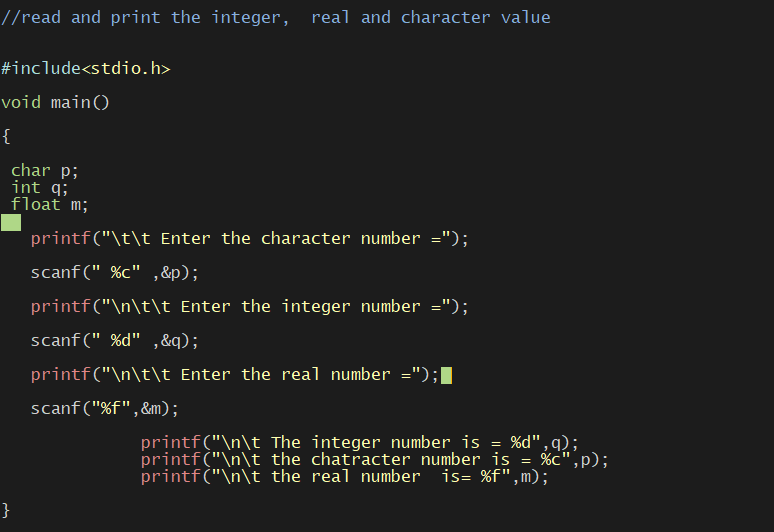 //read and print the integer,  real and character value
#include<stdio.h>
void main()
{
char p;
int q;
float m;
printf("\t\t Enter the character number =");
scanf(" %c" ,&p);
printf("\n\t\t Enter the integer number =");
scanf(" %d" ,&q);
printf("\n\t\t Enter the real number =");
scanf("%f",&m);
printf("\n\t The integer number is = %d",q);
printf("\n\t the chatracter number is = %c",p);
printf("\n\t the real number  is= %f",m);
}